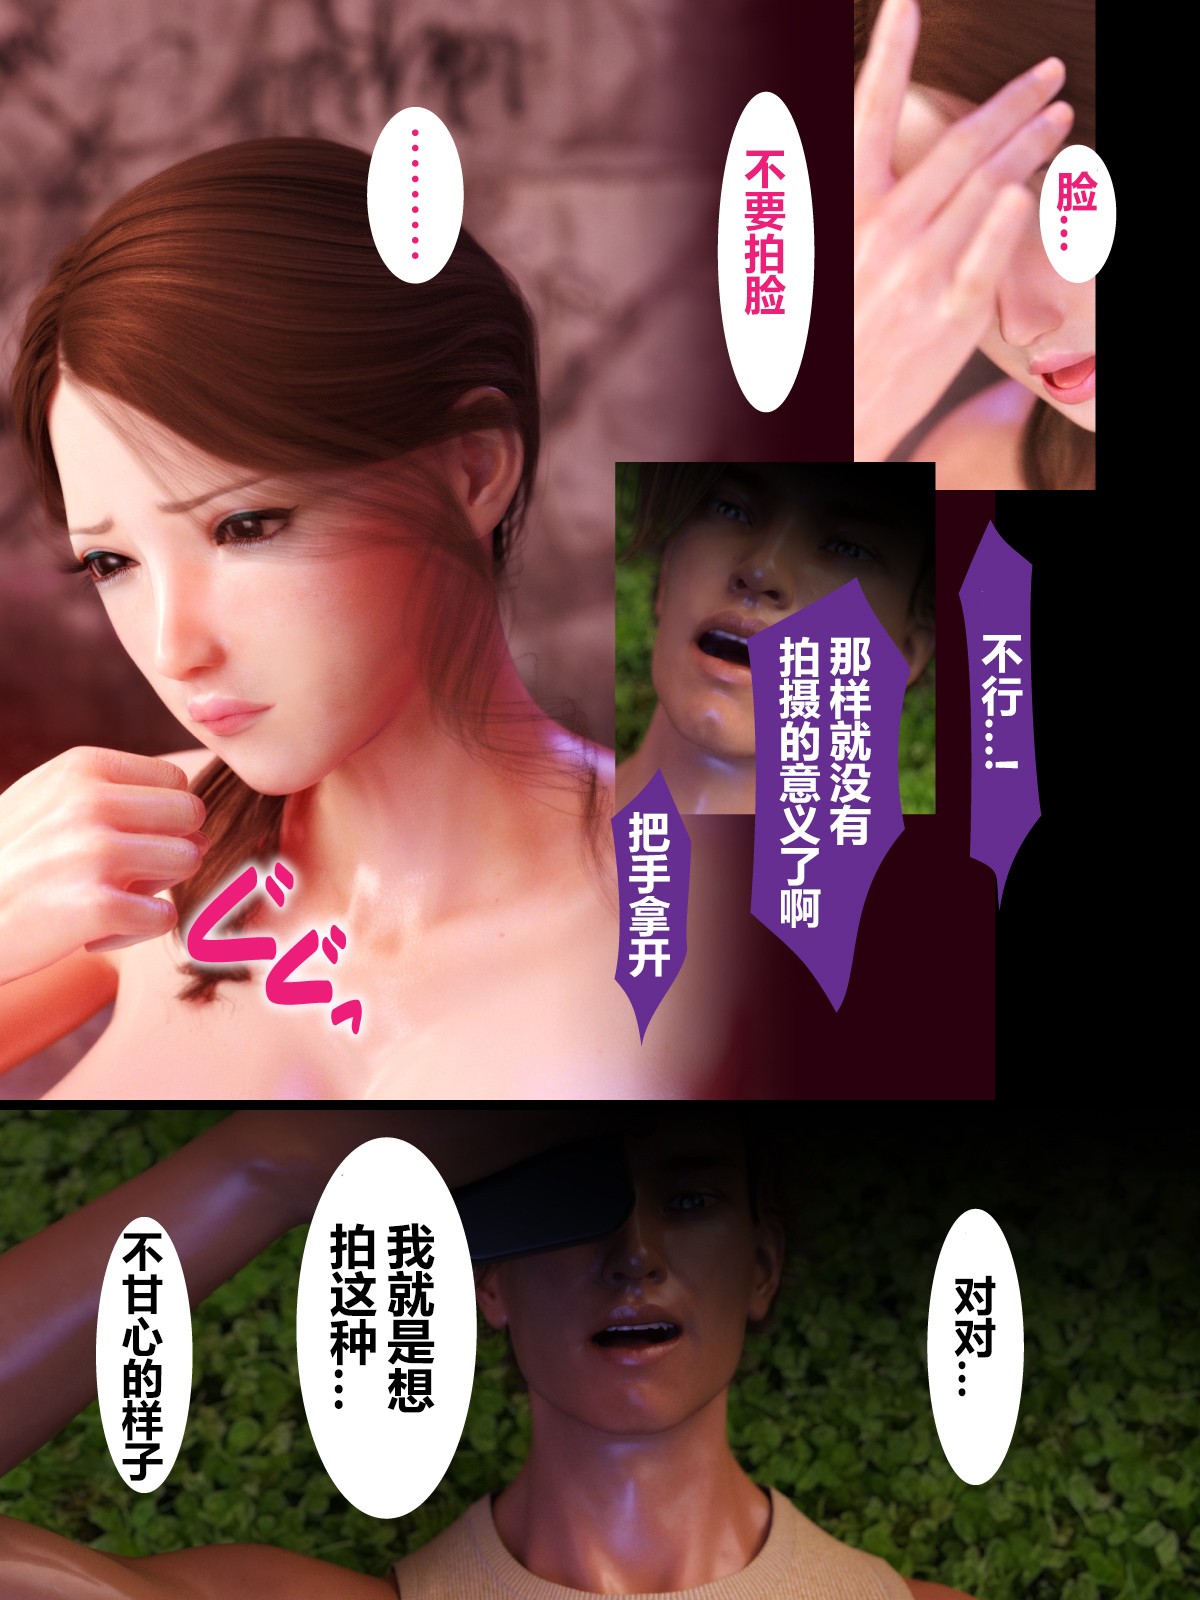 脸…
不要拍脸
………
不行…!
那样就没有
拍摄的意义了啊
把手拿开
ぐぐっ
对对…
我就是想
拍这种…
不甘心的样子